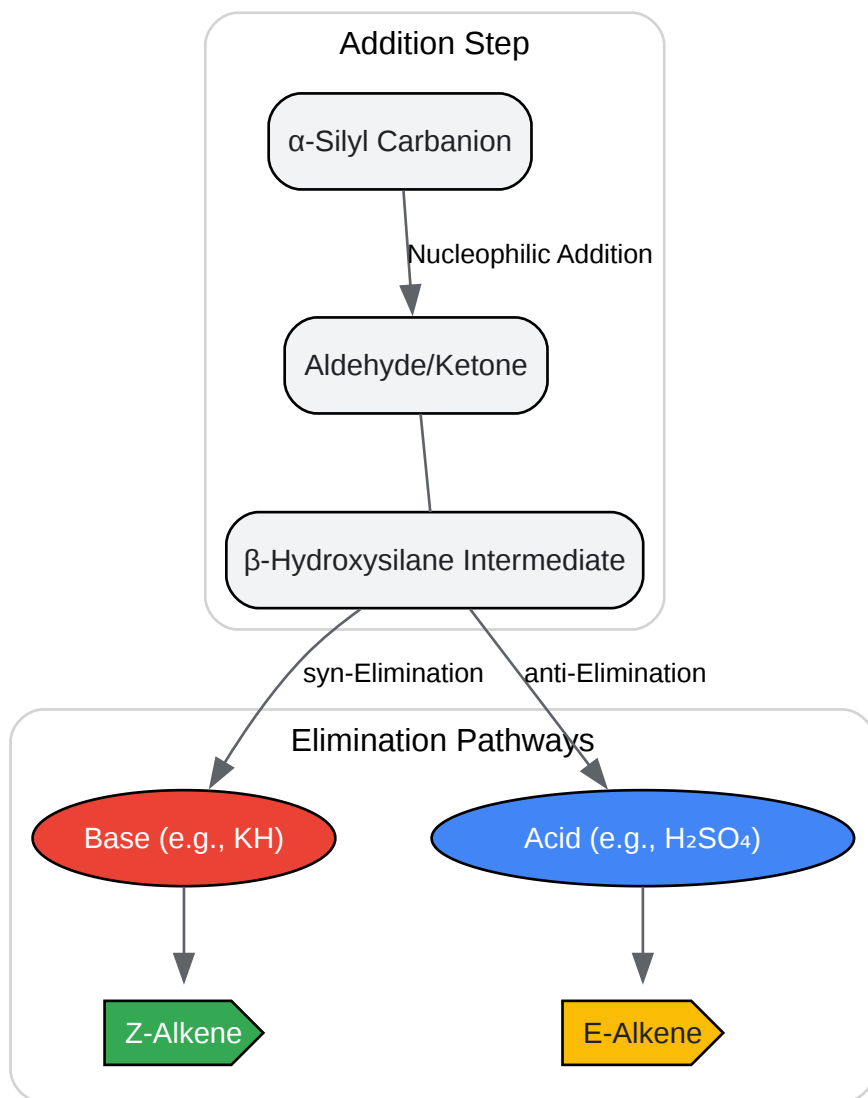 Addition Step
α-Silyl Carbanion
Nucleophilic Addition
Aldehyde/Ketone
β-Hydroxysilane Intermediate
syn-Elimination
anti-Elimination
Elimination Pathways
Base (e.g., KH)
Acid (e.g., H₂SO₄)
Z-Alkene
E-Alkene